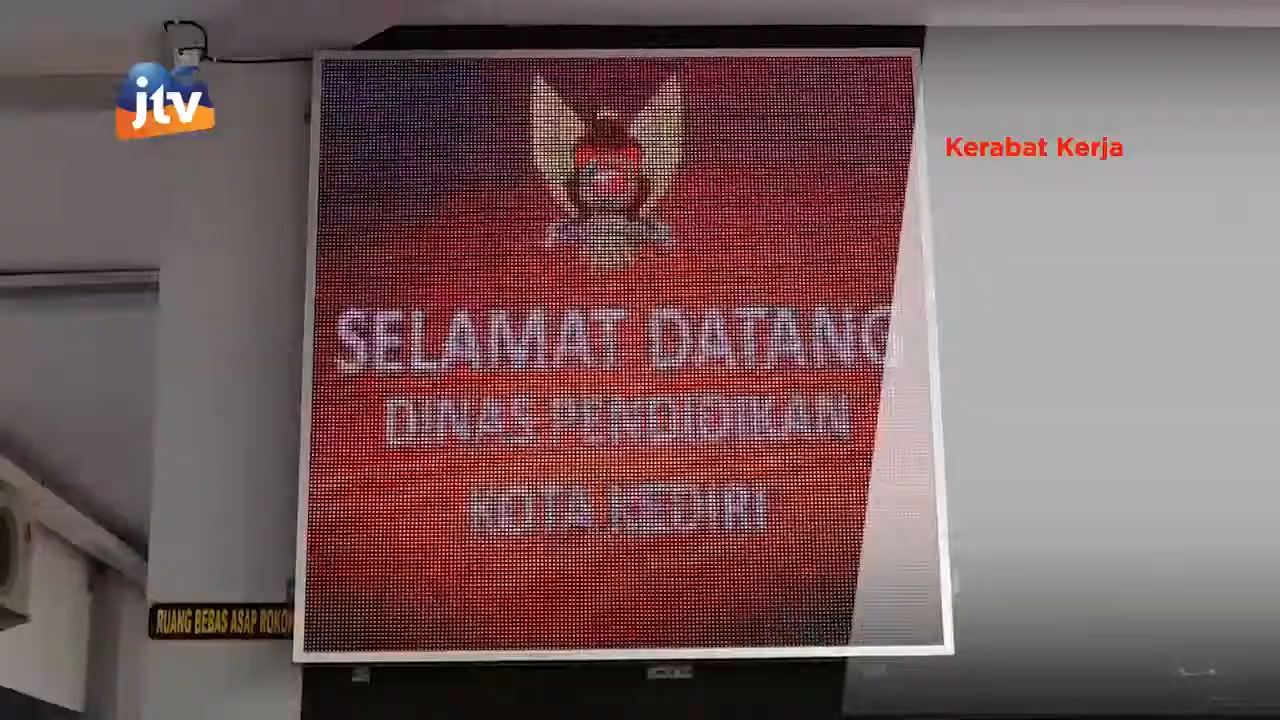 jtv
Kerabat Kerja
SELAMAT DATANG
DINAS PENDIDIKAN
KOTA KEDIRI
RUANG BEBAS ASAP ROKOK